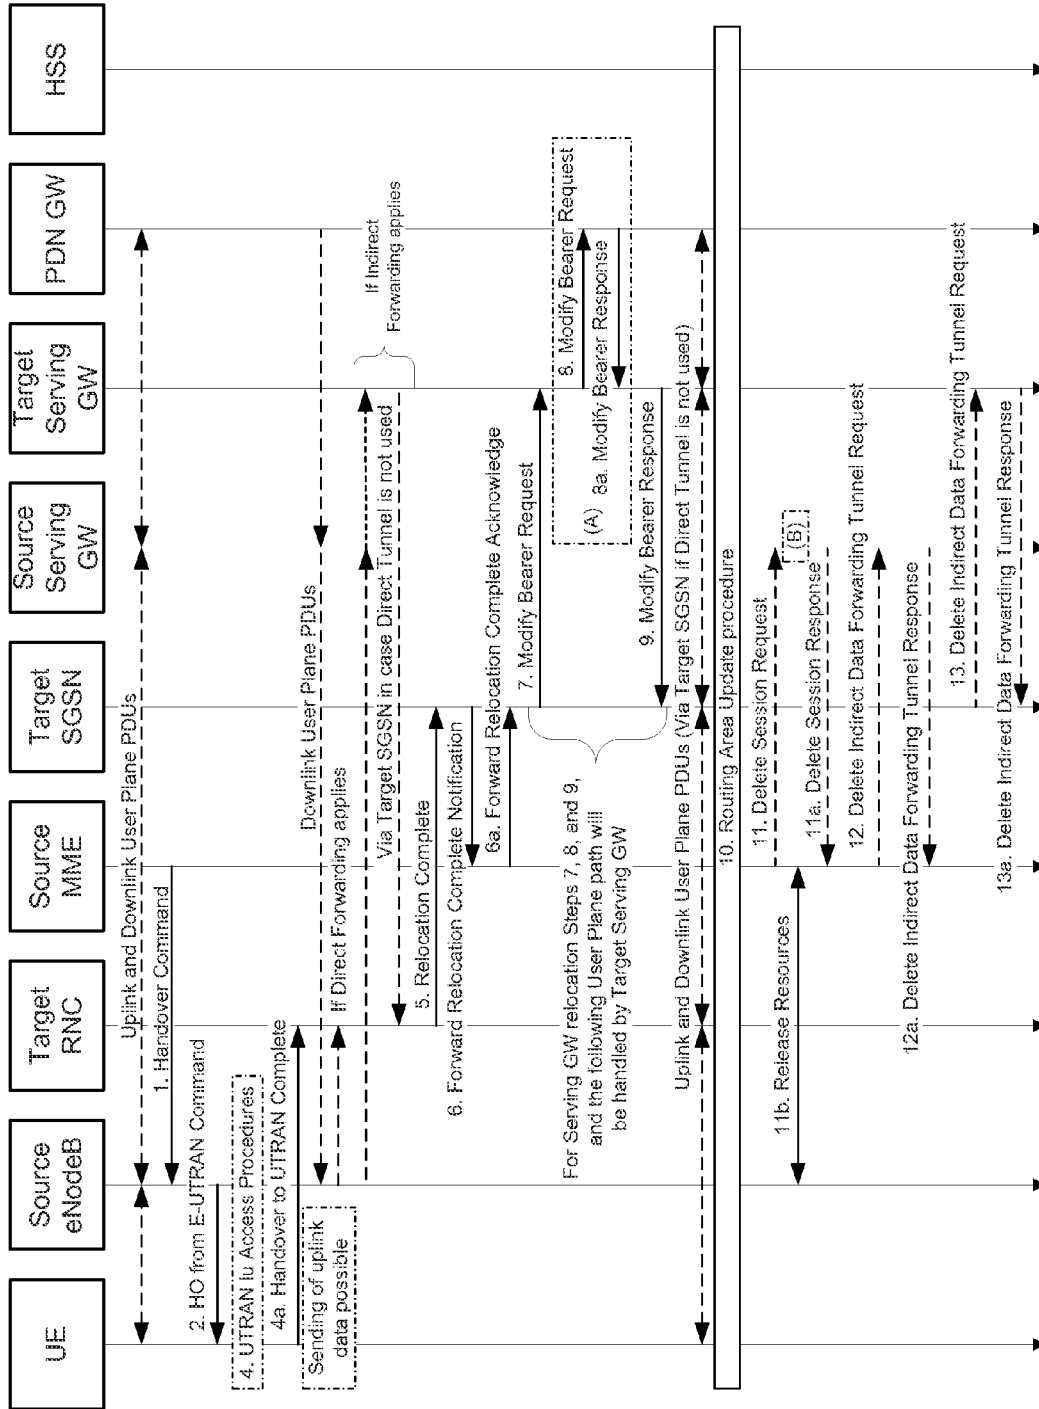 UE
Source
eNodeB
Target
RNC
Source
MME
Target
SGSN
Source
Serving
GW
Target
Serving
GW
PDN GW
HSS
Uplink and Downlink User Plane PDUs
1. Handover Command
2. HO from E-UTRAN Command
4. UTRAN Iu Access Procedures
4a. Handover to UTRAN Complete
Sending of uplink
data possible
Downlink User Plane PDUs
If Direct Forwarding applies
If Indirect
Forwarding applies
Via Target SGSN in case Direct Tunnel is not used
5. Relocation Complete
6. Forward Relocation Complete Notification
6a. Forward Relocation Complete Acknowledge
7. Modify Bearer Request
8. Modify Bearer Request
(A)
8a. Modify Bearer Response
For Serving GW relocation Steps 7, 8, and 9,
and the following User Plane path will
be handled by Target Serving GW
9. Modify Bearer Response
Uplink and Downlink User Plane PDUs (Via Target SGSN if Direct Tunnel is not used)
10. Routing Area Update procedure
11. Delete Session Request
(B)
11a. Delete Session Response
11b. Release Resources
12. Delete Indirect Data Forwarding Tunnel Request
12a. Delete Indirect Data Forwarding Tunnel Response
13. Delete Indirect Data Forwarding Tunnel Request
13a. Delete Indirect Data Forwarding Tunnel Response